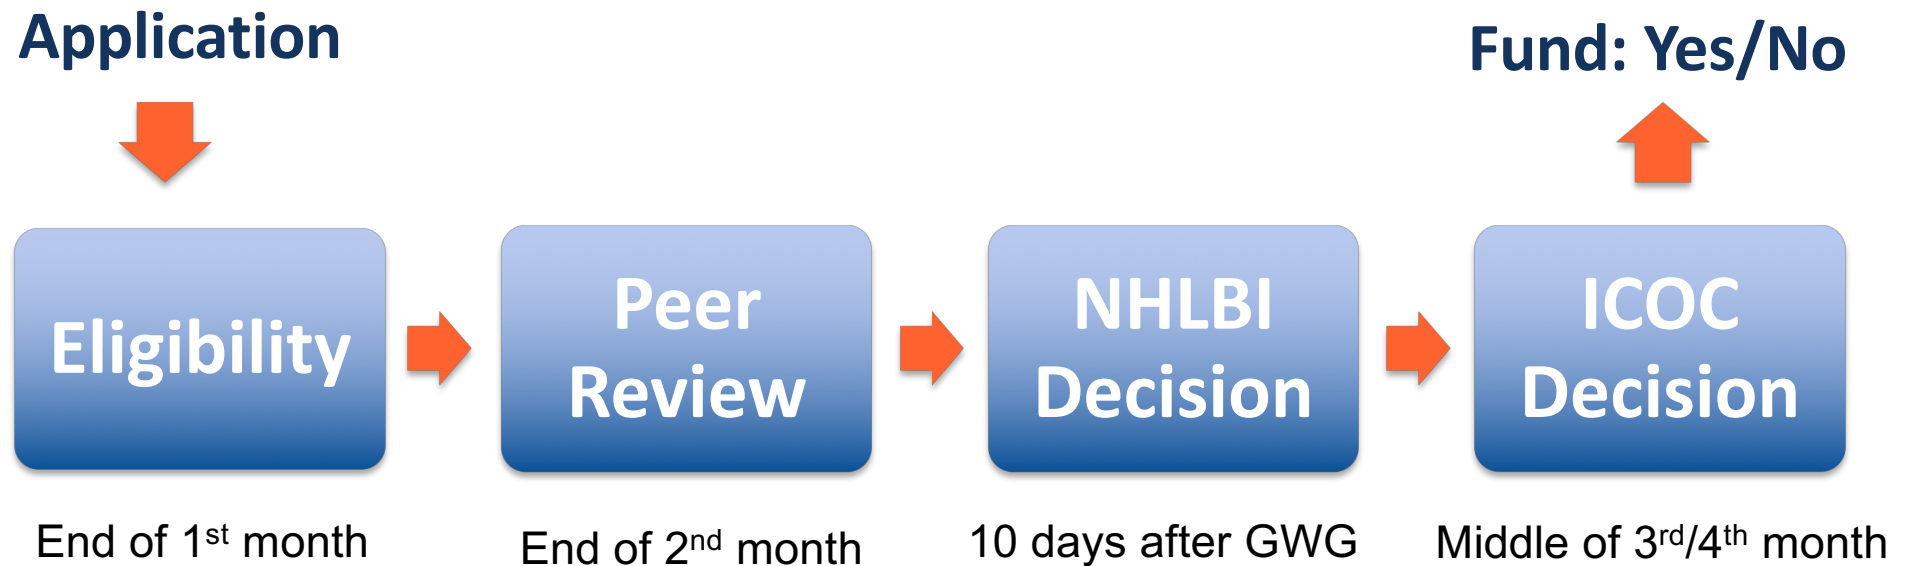 Application
Fund: Yes/No
Eligibility
Peer
Review
NHLBI
Decision
ICOC
Decision
End of 1st month
End of 2nd month
10 days after GWG
Middle of 3rd/4th month